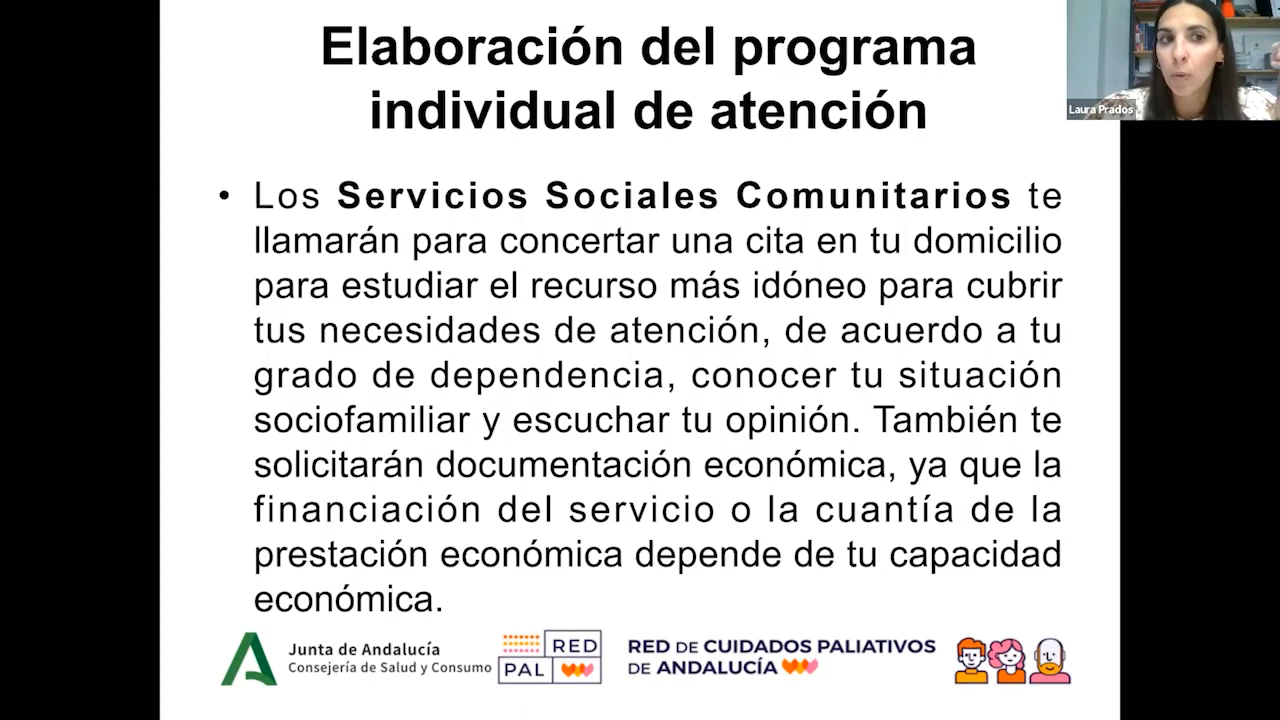 Elaboración del programa
individual de atención
Laura Prados
• Los Servicios Sociales Comunitarios te
llamarán para concertar una cita en tu domicilio
para estudiar el recurso más idóneo para cubrir
tus necesidades de atención, de acuerdo a tu
grado de dependencia, conocer tu situación
sociofamiliar y escuchar tu opinión. También te
solicitarán documentación económica, ya que la
financiación del servicio o la cuantía de la
prestación económica depende de tu capacidad
económica.
Junta de Andalucía
Consejería de Salud y Consumo
RED
PAL
RED DE CUIDADOS PALIATIVOS
DE ANDALUCÍA